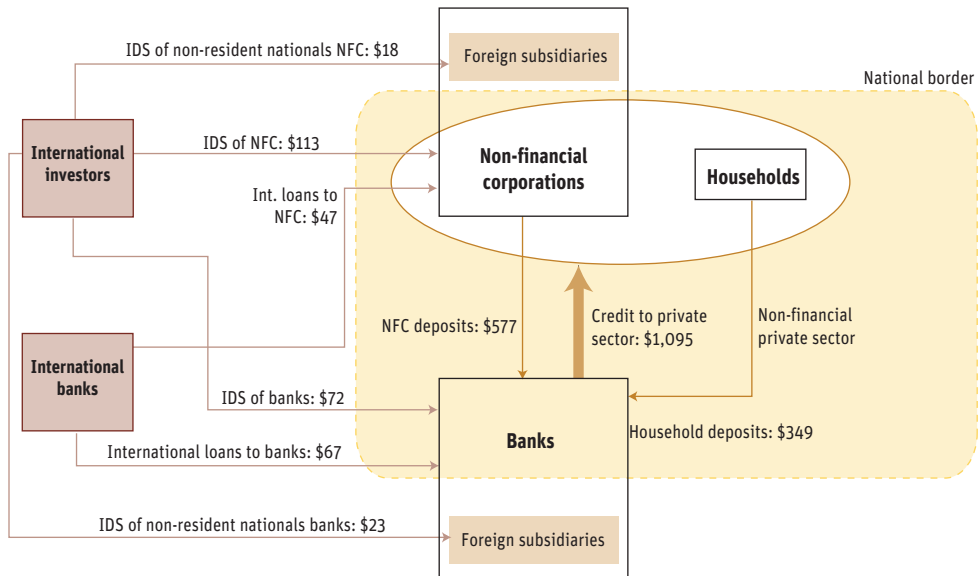 IDS of non-resident nationals NFC: $18
Foreign subsidiaries
National border
International
investors
IDS of NFC: $113
Non-financial
corporations
Households
Int. loans to
NFC: $47
NFC deposits: $577
Credit to private
sector: $1,095
Non-financial
private sector
International
banks
IDS of banks: $72
Banks
Household deposits: $349
International loans to banks: $67
IDS of non-resident nationals banks: $23
Foreign subsidiaries